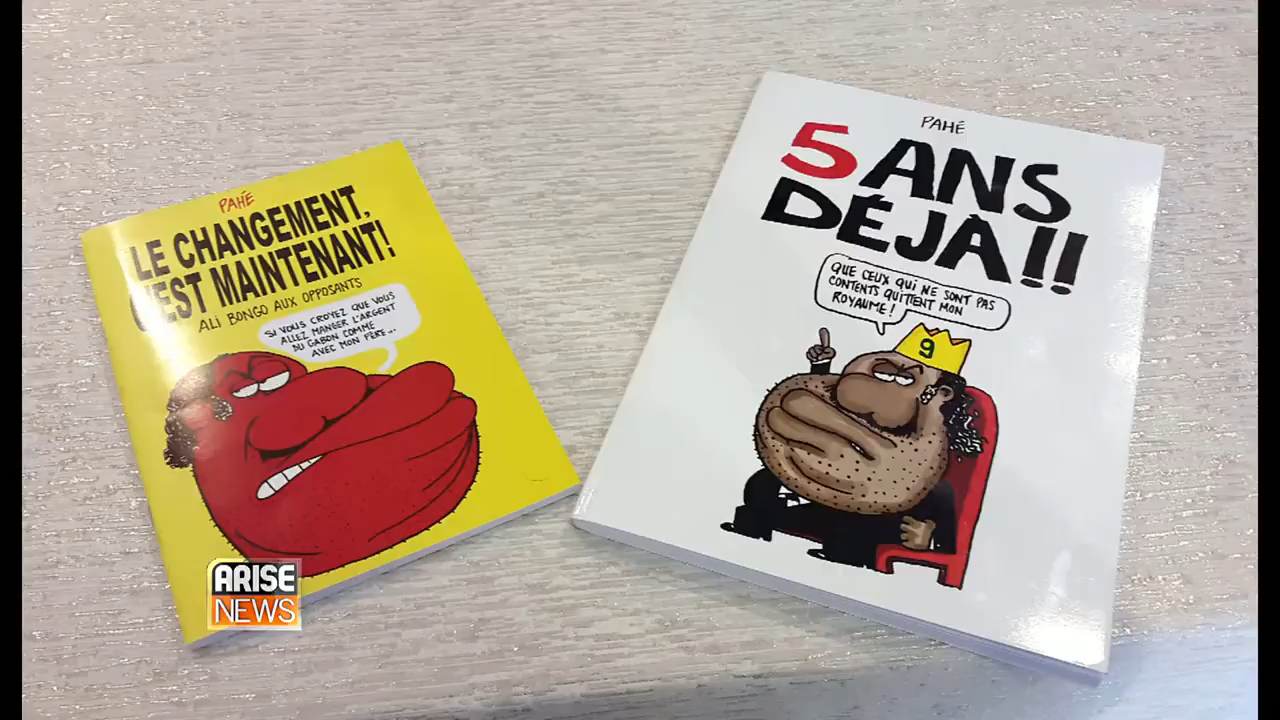 PAHÉ
LE CHANGEMENT,
C'EST MAINTENANT!
ALI BONGO AUX OPPOSANTS
SI VOUS CROYEZ QUE VOUS
ALLEZ MANGER L'ARGENT
DU GABON COMME
AVEC MON PÈRE...
PAHÉ
5 ANS
DÉJÀ!!
QUE CEUX QUI NE SONT PAS
CONTENTS QUITTENT MON
ROYAUME!
9
ARISE
NEWS